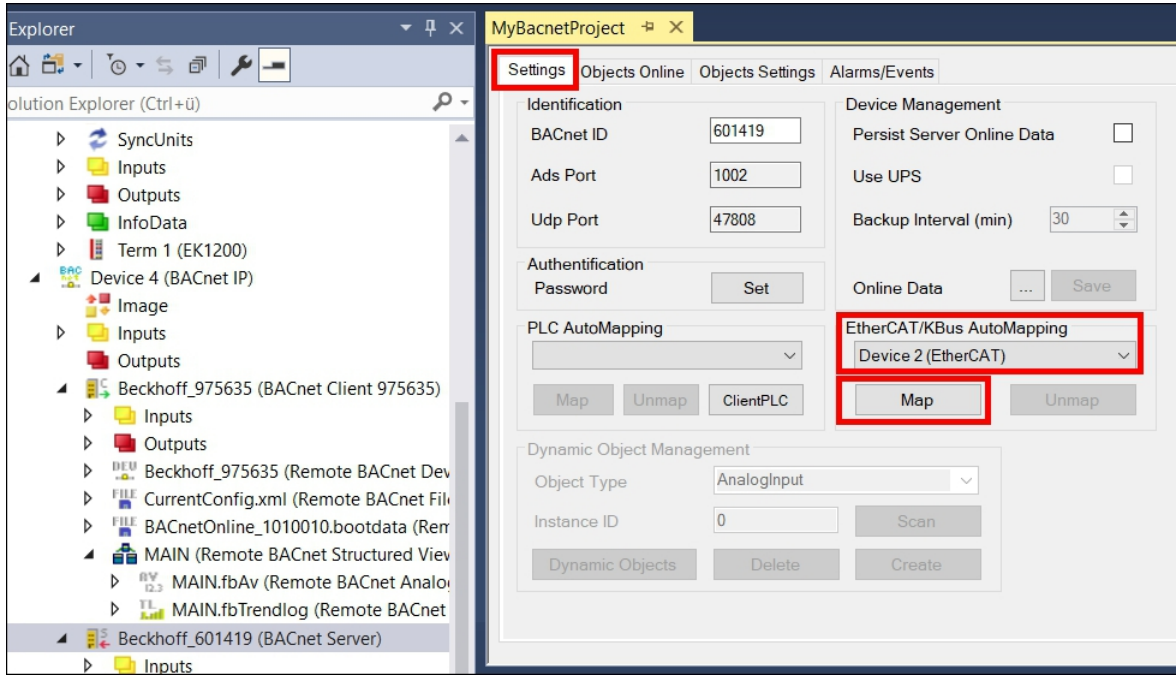 Explorer
olution Explorer (Ctrl+ü)
SyncUnits
Inputs
Outputs
InfoData
Term 1 (EK1200)
Device 4 (BACnet IP)
Image
Inputs
Outputs
Beckhoff_975635 (BACnet Client 975635)
Inputs
Outputs
Beckhoff_975635 (Remote BACnet Dev
CurrentConfig.xml (Remote BACnet File
BACnetOnline_1010010.bootdata (Rem
MAIN (Remote BACnet Structured View
MAIN.fbAv (Remote BACnet Analo
MAIN.fbTrendlog (Remote BACnet
Beckhoff_601419 (BACnet Server)
Inputs
MyBacnetProject
Settings Objects Online Objects Settings Alarms/Events
Identification
BACnet ID 601419
Ads Port 1002
Udp Port 47808
Authentification
Password Set
PLC AutoMapping
Map Unmap ClientPLC
Device Management
Persist Server Online Data
Use UPS
Backup Interval (min) 30
Online Data ... Save
EtherCAT/KBus AutoMapping
Device 2 (EtherCAT)
Map Unmap
Dynamic Object Management
Object Type AnalogInput
Instance ID 0 Scan
Dynamic Objects Delete Create